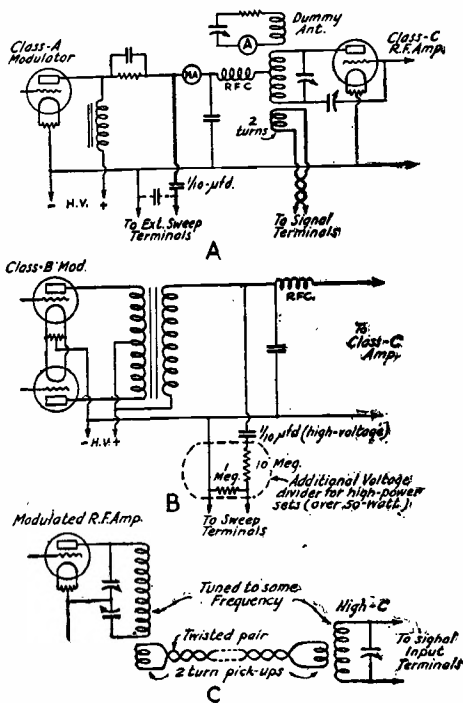 Class-A
Modulator
Dummy
Ant.
A
Class-C
R.F. Amp.
MA
RFC
2
turns
- H.V. +
1/10-μfd.
To Ext. Sweep
Terminals
To Signal
Terminals
A
Class-B Mod.
RFC.
To
Class-C
Amp.
- H.V. +
1/10 μfd (high-voltage)
1
Meg.
10 Meg.
Additional Voltage
divider for high-power
sets (over 50-watt).
B
To Sweep
Terminals
Modulated R.F. Amp.
Tuned to same
Frequency
High-C
Twisted pair
To signal
Input
Terminals
2 turn pick-ups
C